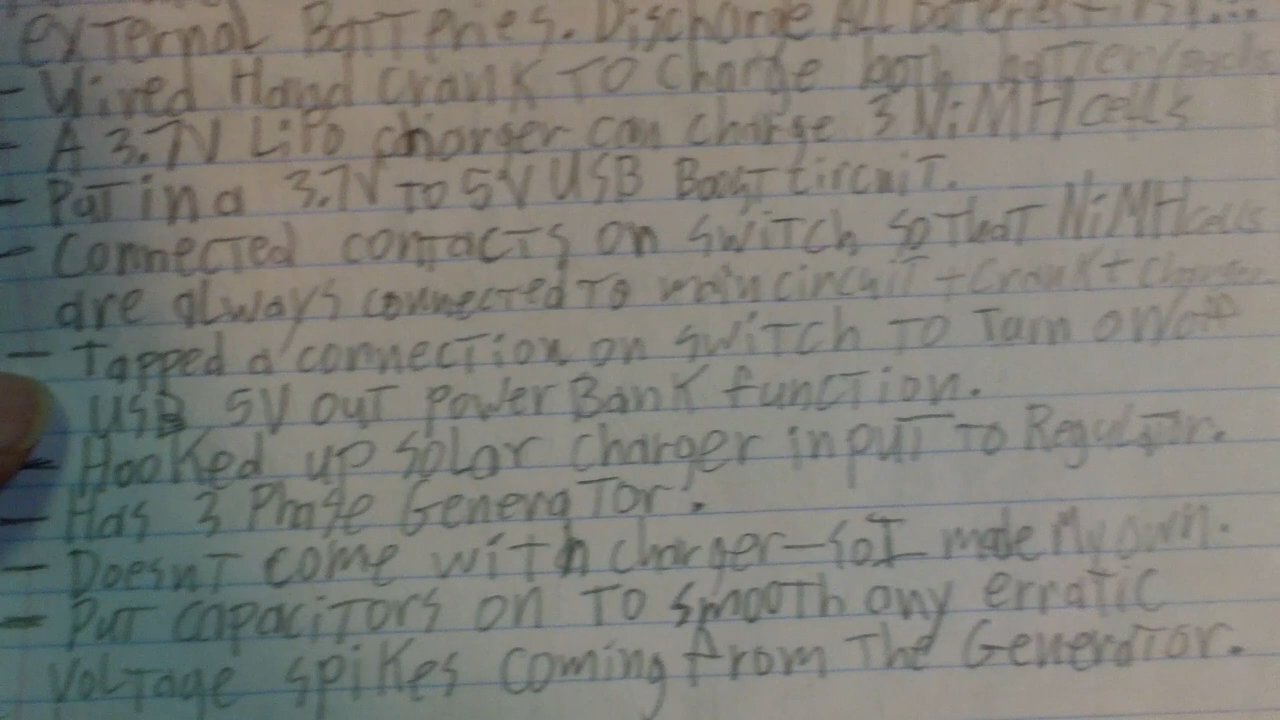 External Batteries. Discharge All Batteries First...
- Wired Hand Crank To Charge both
- A 3.7V LiPo charger can charge 3 NiMH cells
- Put in a 3.7V To 5V USB Boost Circuit.
- Connected contacts on switch so that NiMH cells
are always connected To main circuit + Crank + Charger
- Tapped a connection on switch To Turn on/off
USB 5V out Power Bank function.
- Hooked up solar charger input To Regulator.
- Has 3 Phase Generator!
- Doesn't come with charger - so I made My own.
- Put capacitors on To smooth any erratic
Voltage spikes coming from The Generator.